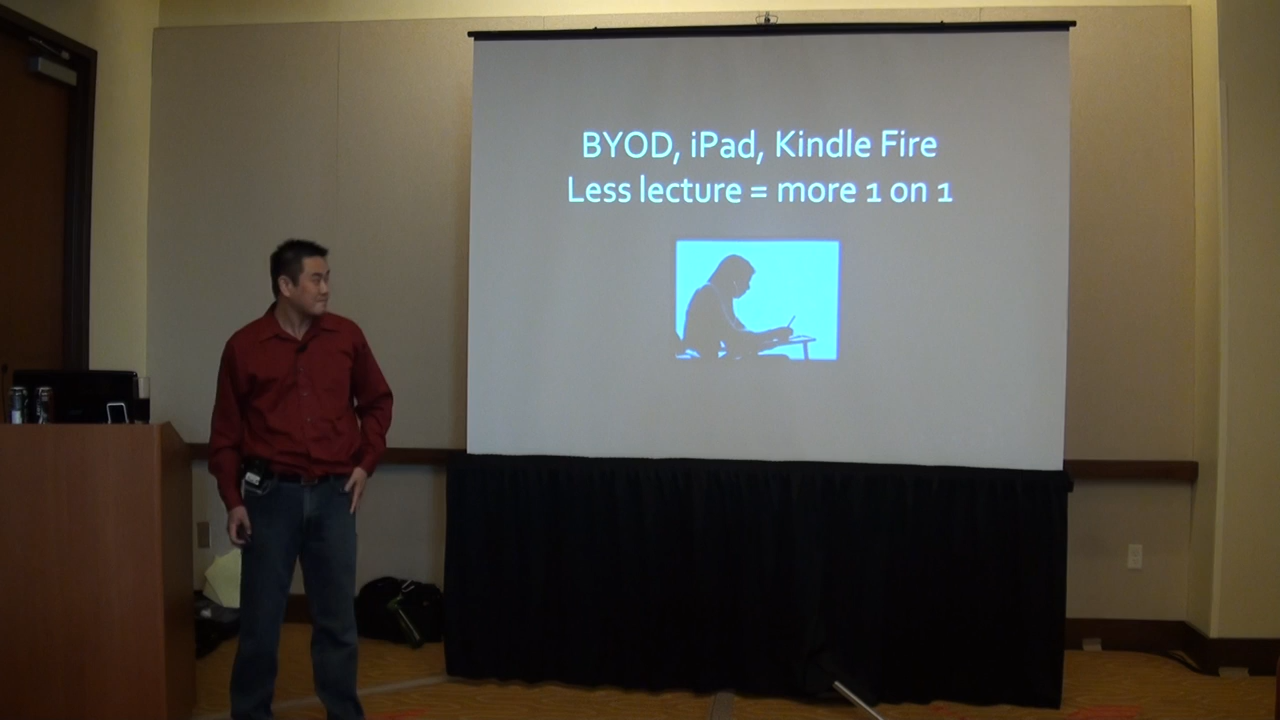 BYOD, iPad, Kindle Fire
Less lecture = more 1 on 1